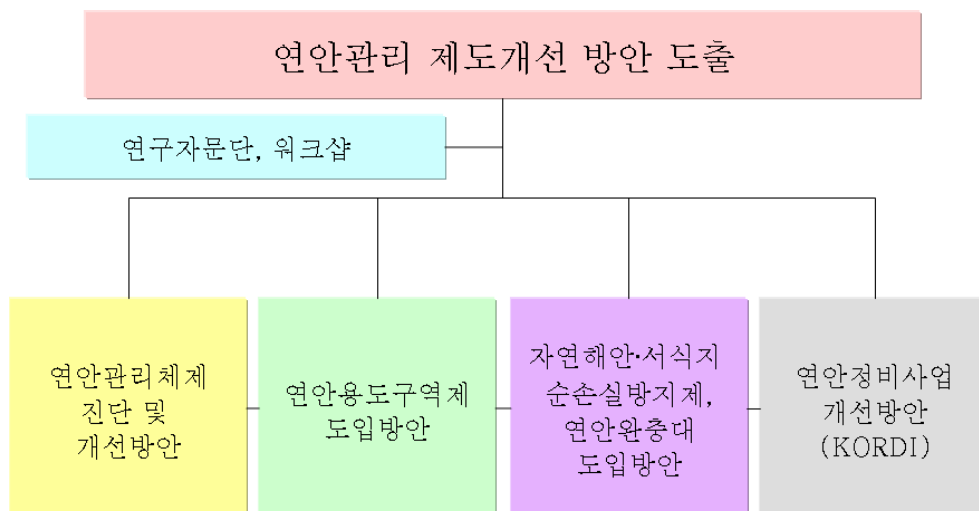 연안관리 제도개선 방안 도출
연구자문단, 워크샵
연안관리체제
진단 및
개선방안
연안용도구역제
도입방안
자연해안·서식지
순손실방지제,
연안완충대
도입방안
연안정비사업
개선방안
(KORDI)